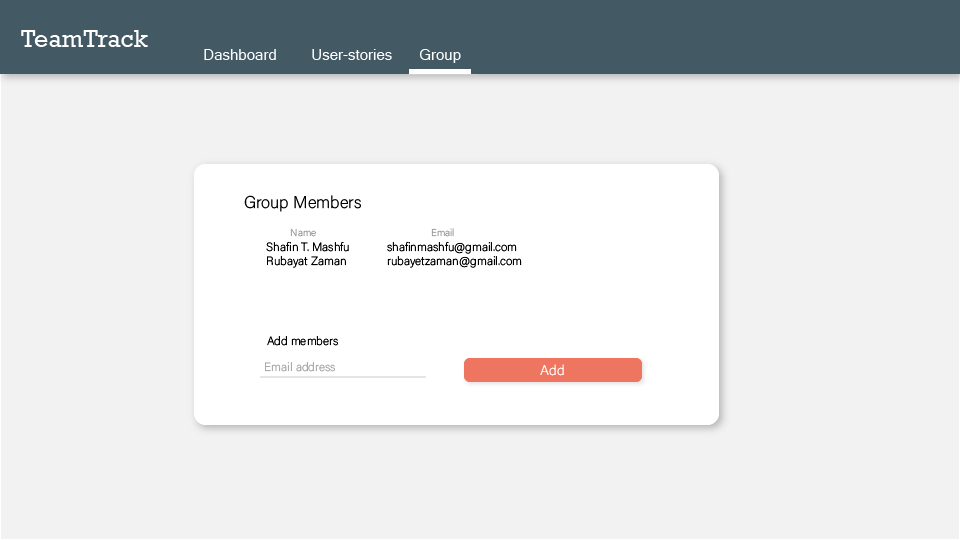 TeamTrack
Dashboard User-stories Group
Group Members
Name Email
Shafin T. Mashfu shafinmashfu@gmail.com
Rubayat Zaman rubayetzaman@gmail.com
Add members
Email address Add